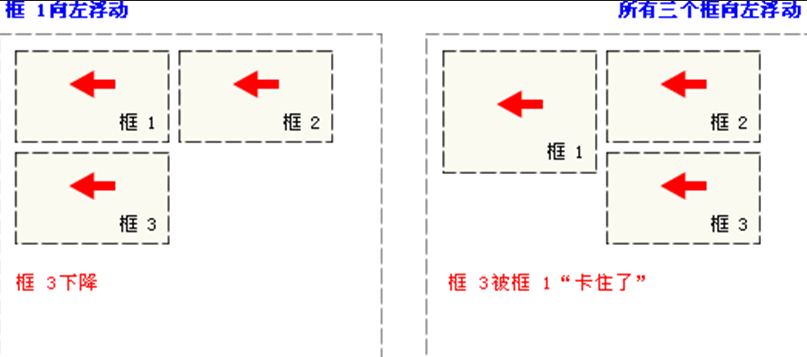 框 1向左浮动
所有三个框向左浮动
框 1
框 2
框 3
框 3下降
框 1
框 2
框 3
框 3被框 1“卡住了”